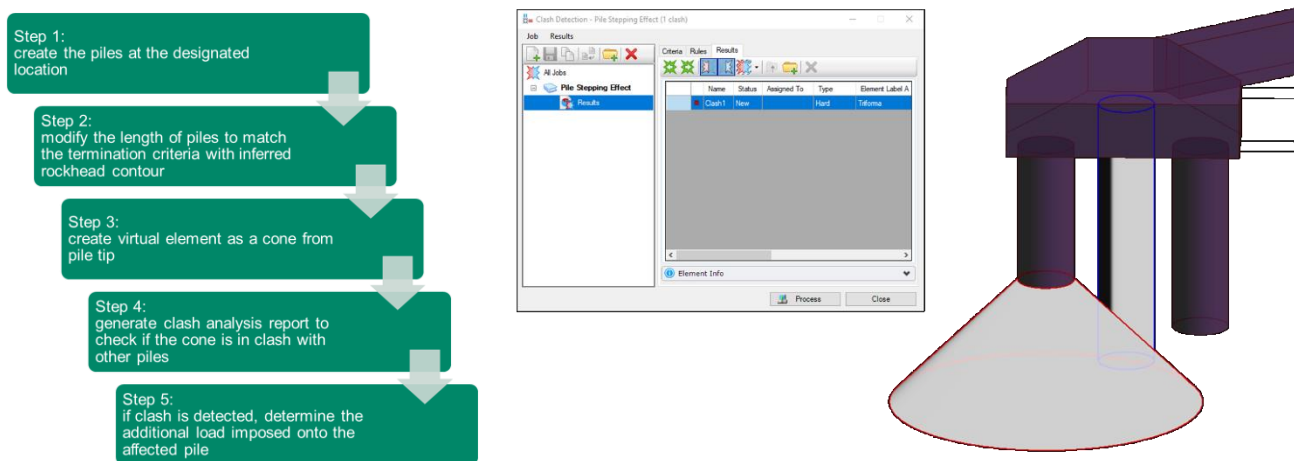 Step 1:
create the piles at the designated
location
Step 2:
modify the length of piles to match
the termination criteria with inferred
rockhead contour
Step 3:
create virtual element as a cone from
pile tip
Step 4:
generate clash analysis report to
check if the cone is in clash with
other piles
Step 5:
if clash is detected, determine the
additional load imposed onto the
affected pile
Clash Detection - Pile Stepping Effect (1 clash)
Job Results
All Jobs
Pile Stepping Effect
Results
Criteria Rules Results
Name Status Assigned To Type Element Label A
Clash1 New Hard Triforma
Element Info
Process Close